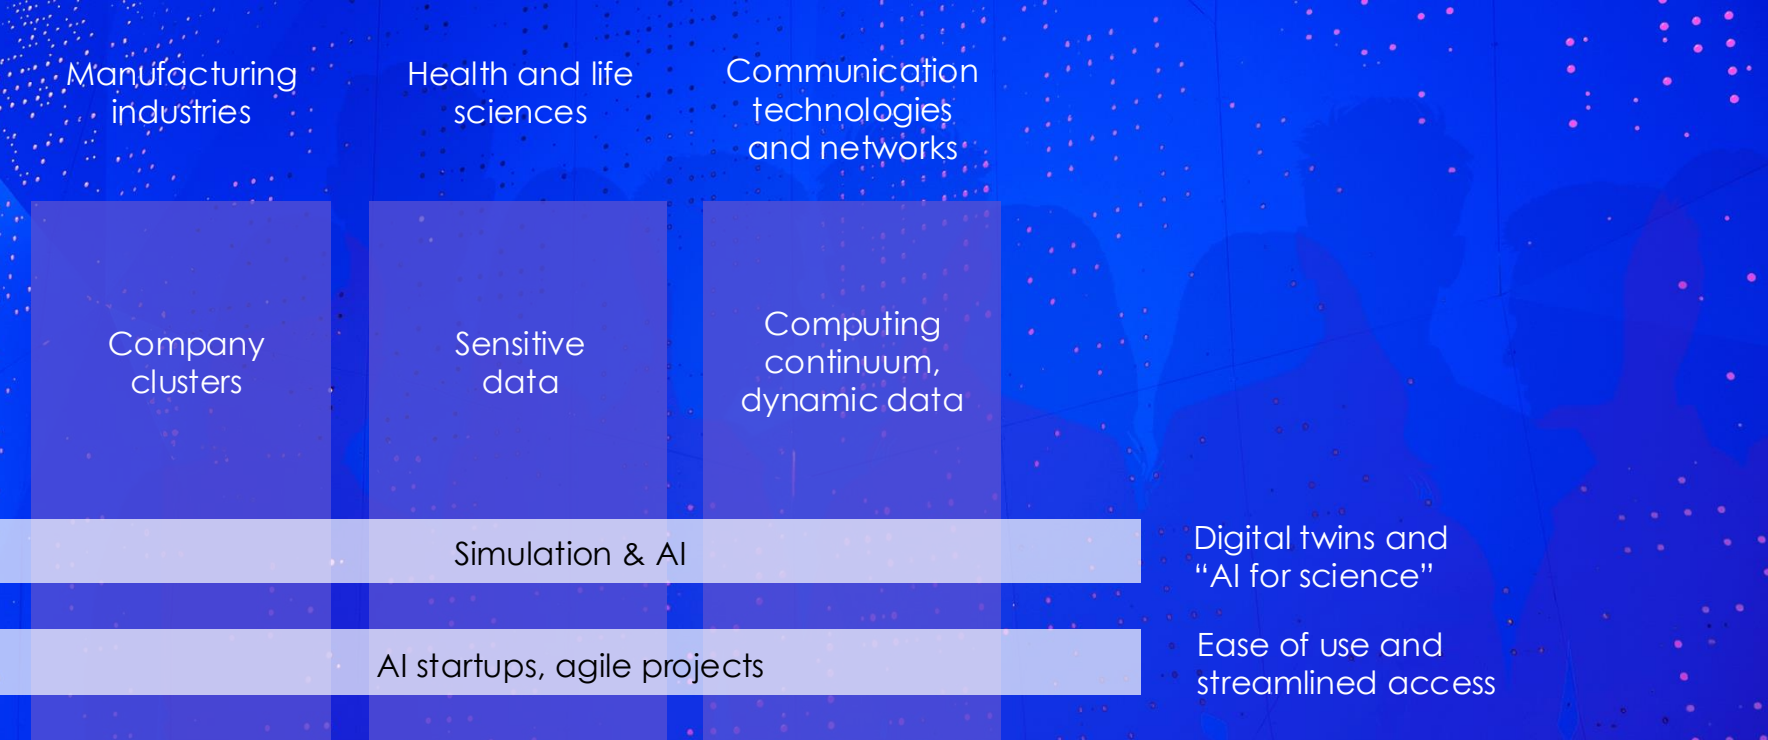 Manufacturing
industries
Health and life
sciences
Communication
technologies
and networks
Company
clusters
Sensitive
data
Computing
continuum,
dynamic data
Simulation & AI
Digital twins and
“AI for science”
AI startups, agile projects
Ease of use and
streamlined access